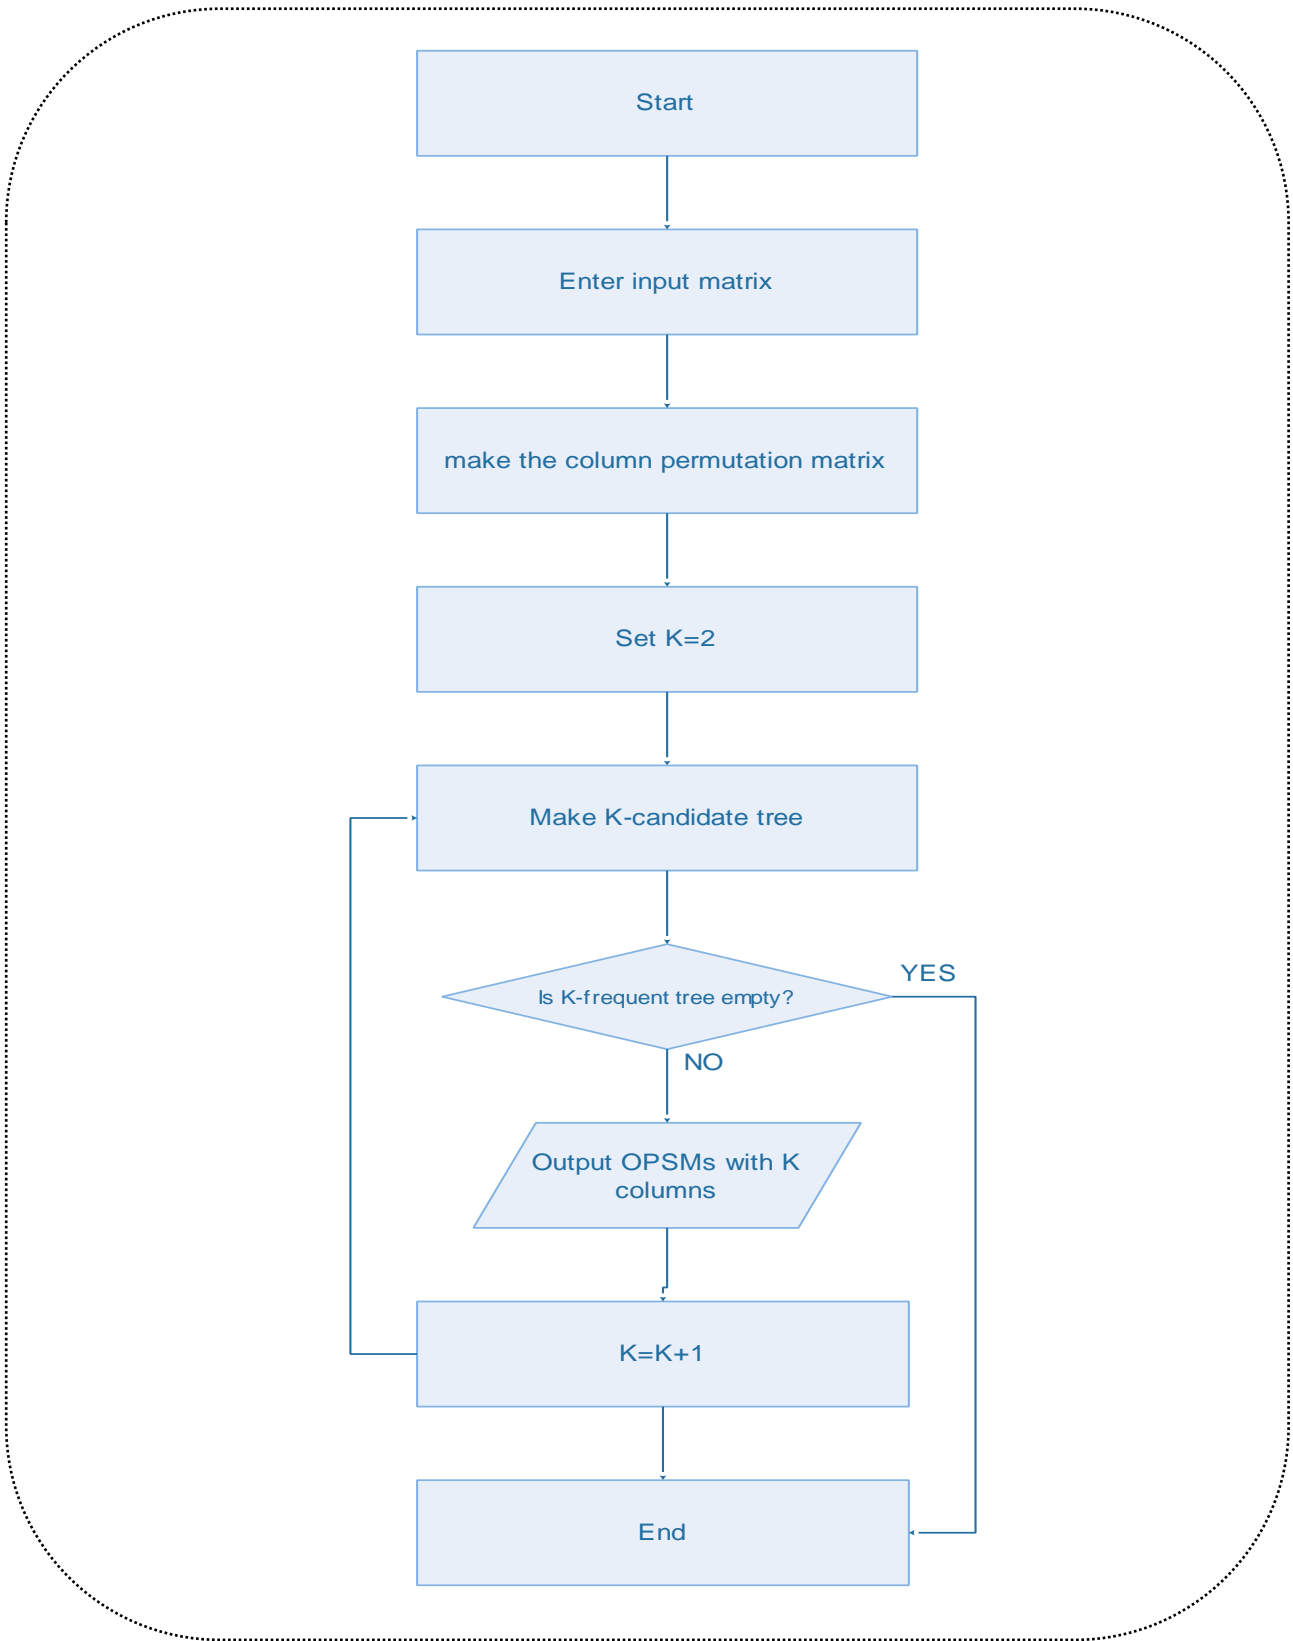 Start
Enter input matrix
make the column permutation matrix
Set K=2
Make K-candidate tree
YES
Is K-frequent tree empty?
NO
Output OPSMs with K
columns
K=K+1
End